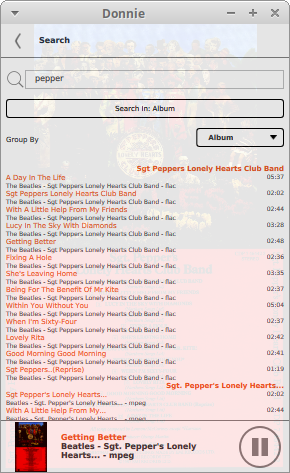 Donnie
Search
pepper
Search In: Album
Group By
Album
Sgt Peppers Lonely Hearts Club Band
A Day In The Life 05:37
The Beatles - Sgt Peppers Lonely Hearts Club Band - flac
Sgt Peppers Lonely Hearts Club Band 02:02
The Beatles - Sgt Peppers Lonely Hearts Club Band - flac
With A Little Help From My Friends 02:44
The Beatles - Sgt Peppers Lonely Hearts Club Band - flac
Lucy In The Sky With Diamonds 03:28
The Beatles - Sgt Peppers Lonely Hearts Club Band - flac
Getting Better 02:48
The Beatles - Sgt Peppers Lonely Hearts Club Band - flac
Fixing A Hole 02:36
The Beatles - Sgt Peppers Lonely Hearts Club Band - flac
She's Leaving Home 03:35
The Beatles - Sgt Peppers Lonely Hearts Club Band - flac
Being For The Benefit Of Mr Kite 02:37
The Beatles - Sgt Peppers Lonely Hearts Club Band - flac
Within You Without You 05:04
The Beatles - Sgt Peppers Lonely Hearts Club Band - flac
When I'm Sixty-Four 02:37
The Beatles - Sgt Peppers Lonely Hearts Club Band - flac
Lovely Rita 02:42
The Beatles - Sgt Peppers Lonely Hearts Club Band - flac
Good Morning Good Morning 02:41
The Beatles - Sgt Peppers Lonely Hearts Club Band - flac
Sgt Peppers..(Reprise) 01:19
The Beatles - Sgt Peppers Lonely Hearts Club Band - flac
Sgt. Pepper's Lonely Hearts...
Sgt Pepper's Lonely Hearts... 02:02
Beatles - Sgt. Pepper's Lonely Hearts... - mpeg
With A Little Help From My... 02:44
Beatles - Sgt. Pepper's Lonely Hearts... - mpeg
Getting Better
Beatles - Sgt. Pepper's Lonely
Hearts... - mpeg